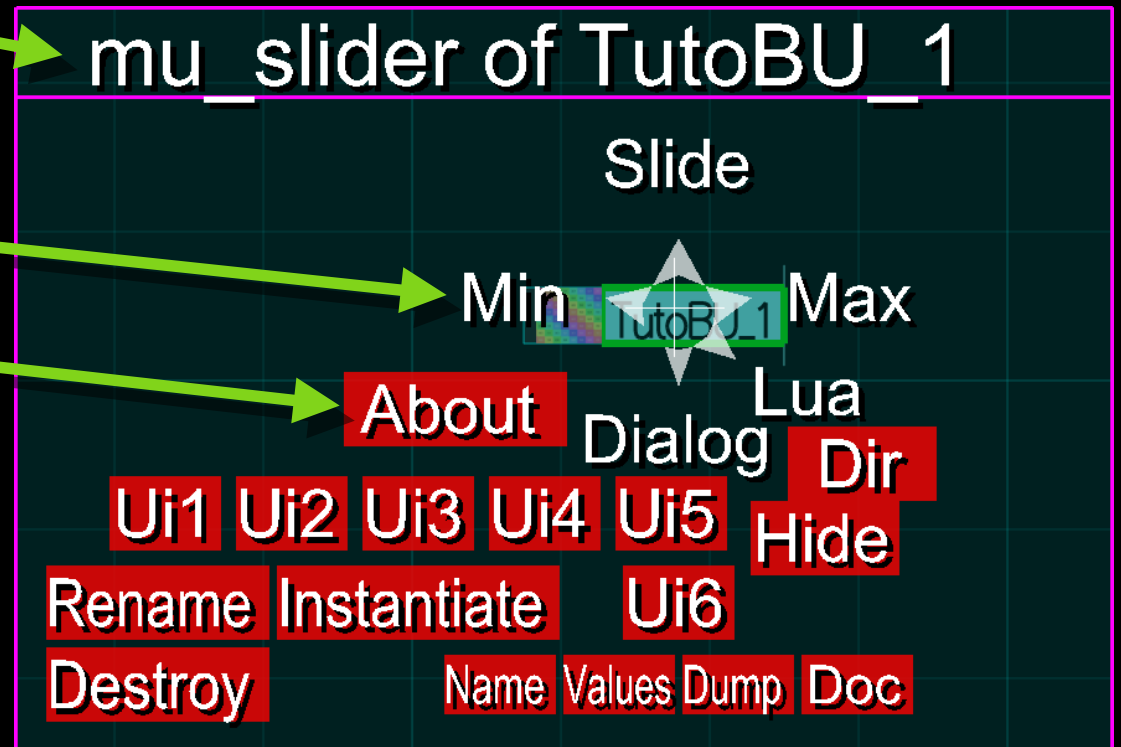 mu_slider of TutoBU_1
Slide
Min TutoBU_1 Max
Lua
About Dialog Dir
Ui1 Ui2 Ui3 Ui4 Ui5 Hide
Rename Instantiate Ui6
Destroy Name Values Dump Doc